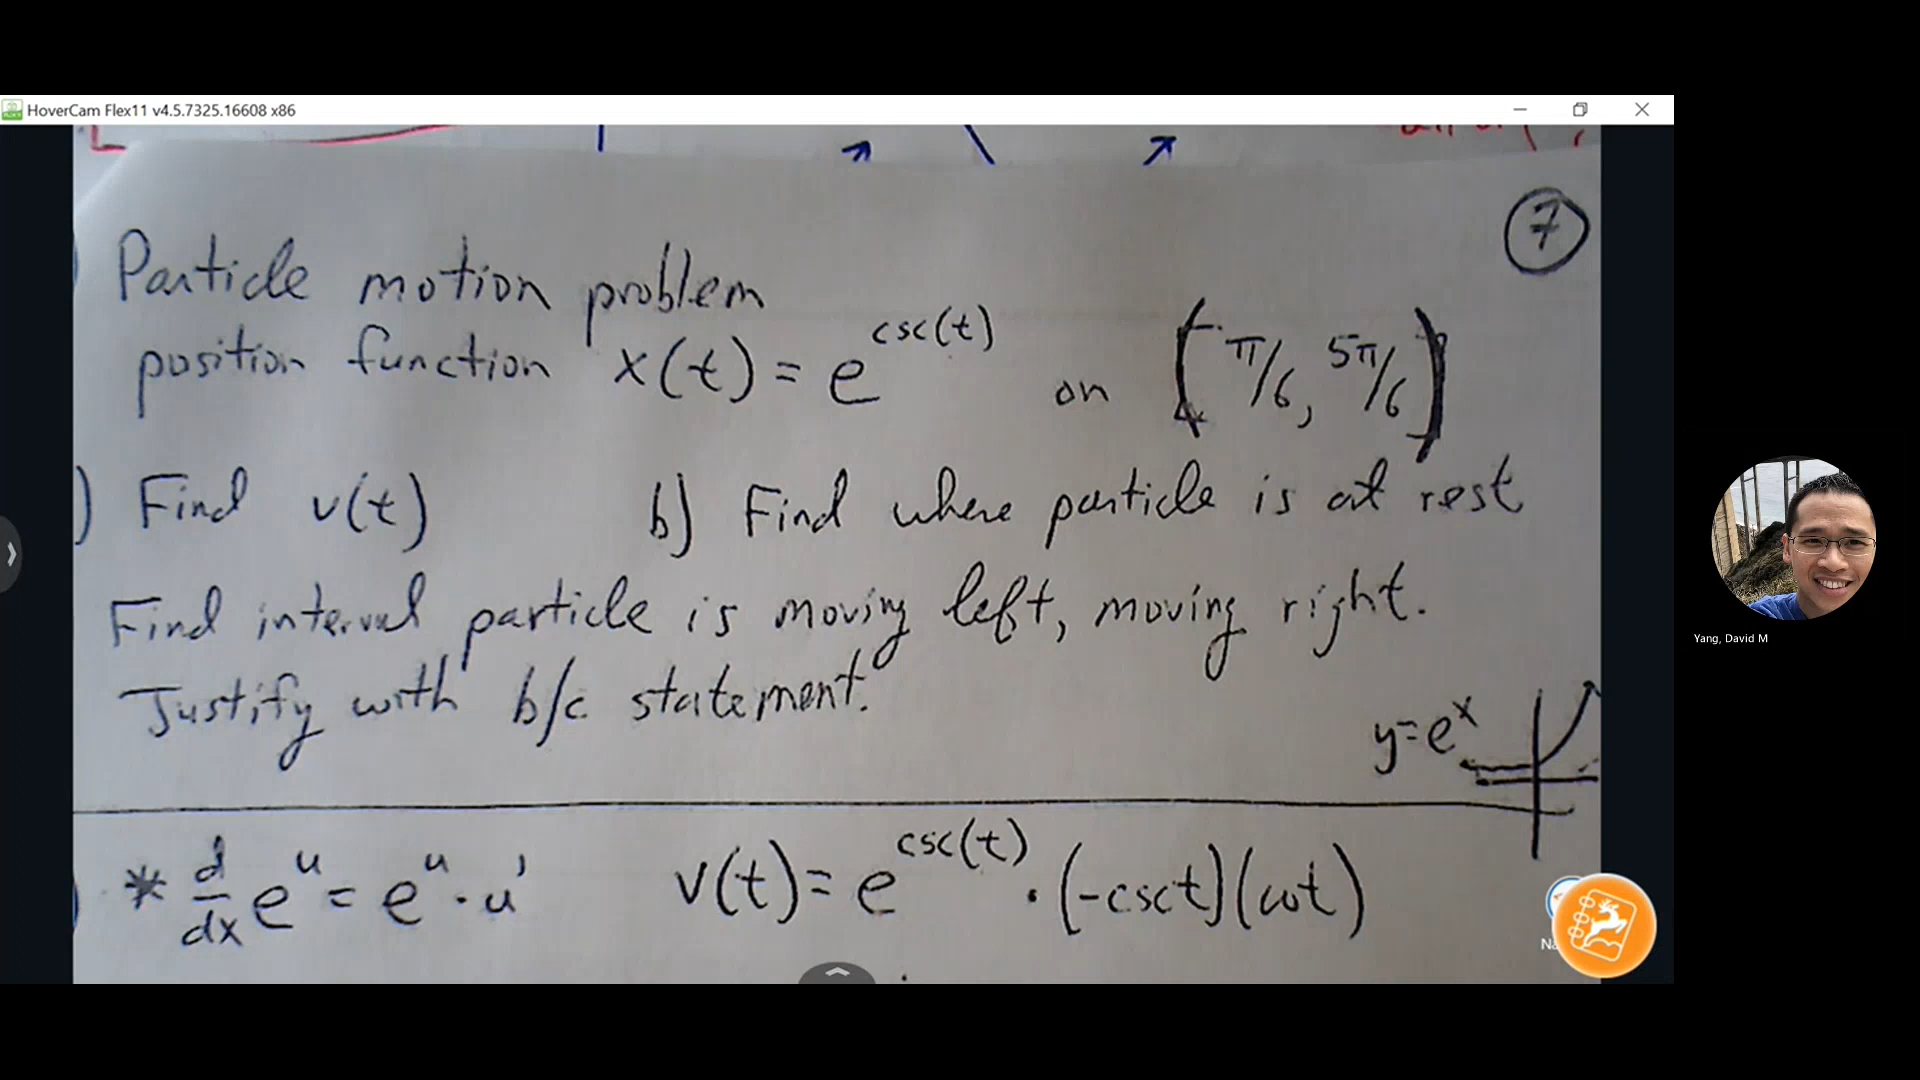 HoverCam Flex11 v4.5.7325.16608 x86
7
Particle motion problem
position function x(t) = e^csc(t) on (π/6, 5π/6)
) Find v(t) b) Find where particle is at rest
Find interval particle is moving left, moving right.
Justify with b/c statement.
y=e^x
* d/dx e^u = e^u · u' v(t) = e^csc(t) · (-csc t)(cot)
Yang, David M